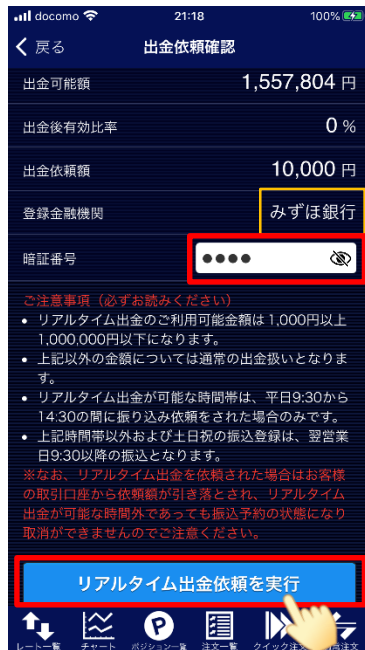 docomo 21:18 100%
戻る 出金依頼確認
出金可能額 1,557,804 円
出金後有効比率 0 %
出金依頼額 10,000 円
登録金融機関 みずほ銀行
暗証番号 ●●●●
ご注意事項（必ずお読みください）
• リアルタイム出金のご利用可能金額は1,000円以上
1,000,000円以下になります。
• 上記以外の金額については通常の出金扱いとなりま
す。
• リアルタイム出金が可能な時間帯は、平日9:30から
14:30の間に振り込み依頼をされた場合のみです。
• 上記時間帯以外および土日祝の振込登録は、翌営業
日9:30以降の振込となります。
※なお、リアルタイム出金を依頼された場合はお客様
の取引口座から依頼額が引き落とされ、リアルタイム
出金が可能な時間外であっても振込予約の状態になり
取消ができませんのでご注意ください。
リアルタイム出金依頼を実行
P
レート一覧 チャート ポジション一覧 注文一覧 クイック注文